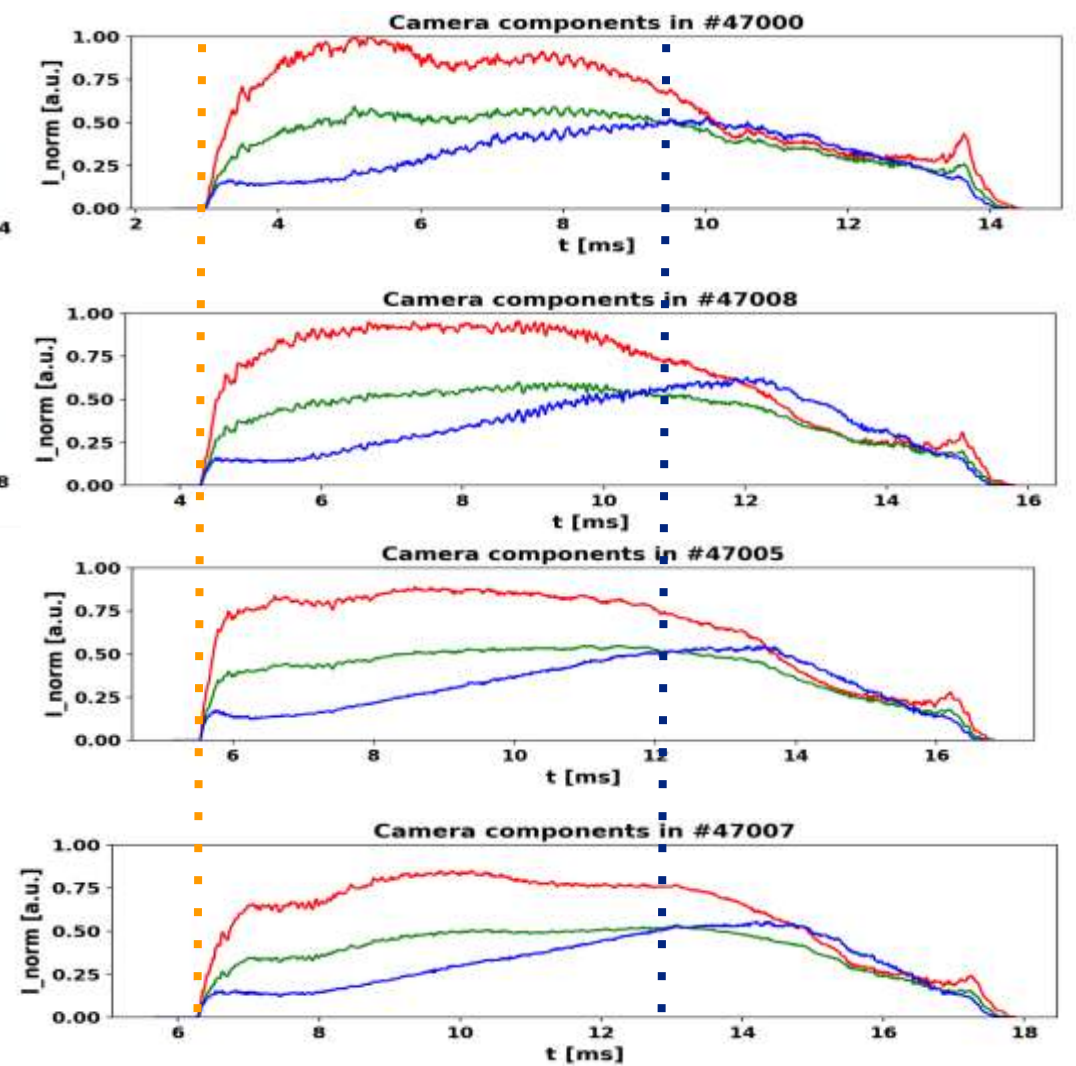 Camera components in #47000
1.00
0.75
0.50
0.25
0.00
I_norm [a.u.]
2 4 6 8 10 12 14
t [ms]
4
Camera components in #47008
1.00
0.75
0.50
0.25
0.00
I_norm [a.u.]
4 6 8 10 12 14 16
t [ms]
8
Camera components in #47005
1.00
0.75
0.50
0.25
0.00
I_norm [a.u.]
6 8 10 12 14 16
t [ms]
Camera components in #47007
1.00
0.75
0.50
0.25
0.00
I_norm [a.u.]
6 8 10 12 14 16 18
t [ms]